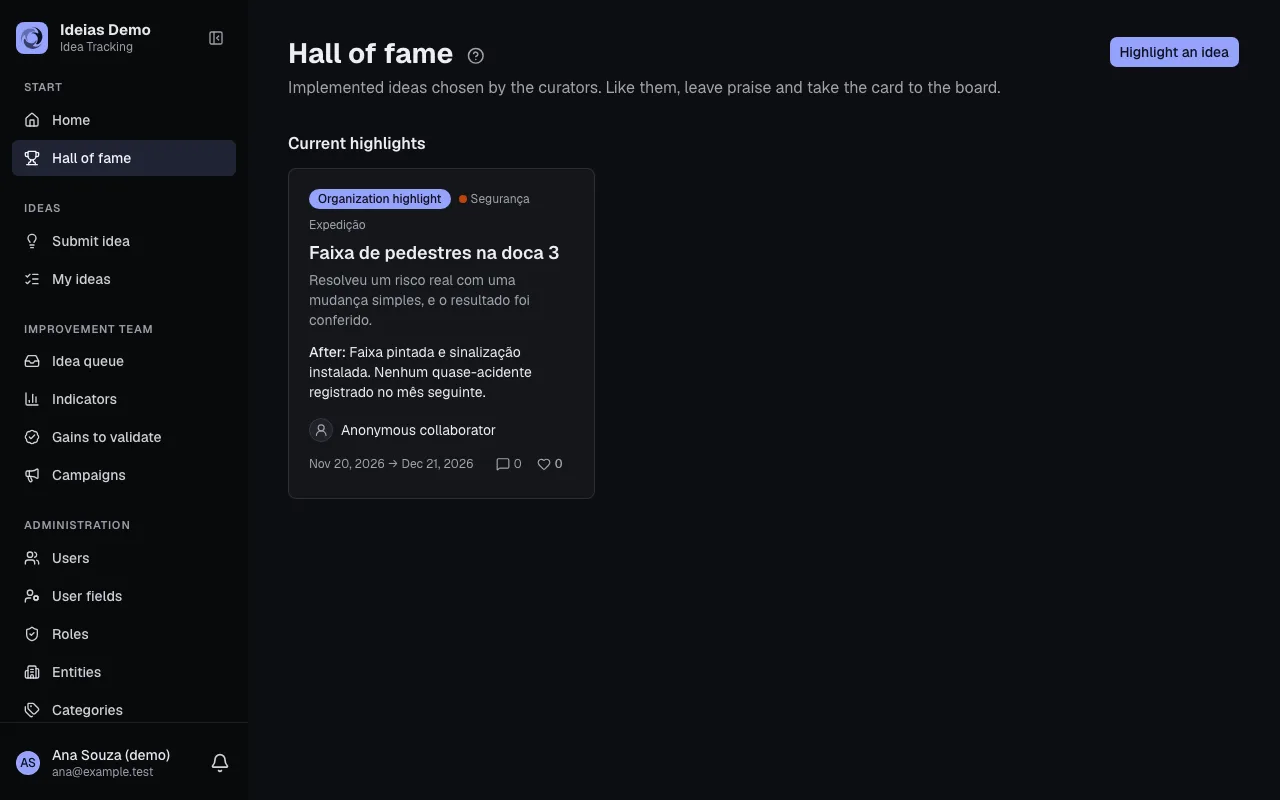 Ideias Demo
Idea Tracking
START
Home
Hall of fame
IDEAS
Submit idea
My ideas
IMPROVEMENT TEAM
Idea queue
Indicators
Gains to validate
Campaigns
ADMINISTRATION
Users
User fields
Roles
Entities
Categories
AS
Ana Souza (demo)
ana@example.test
Hall of fame
Highlight an idea
Implemented ideas chosen by the curators. Like them, leave praise and take the card to the board.
Current highlights
Organization highlight Segurança
Expedição
Faixa de pedestres na doca 3
Resolveu um risco real com uma
mudança simples, e o resultado foi
conferido.
After: Faixa pintada e sinalização
instalada. Nenhum quase-acidente
registrado no mês seguinte.
Anonymous collaborator
Nov 20, 2026 → Dec 21, 2026 0 0